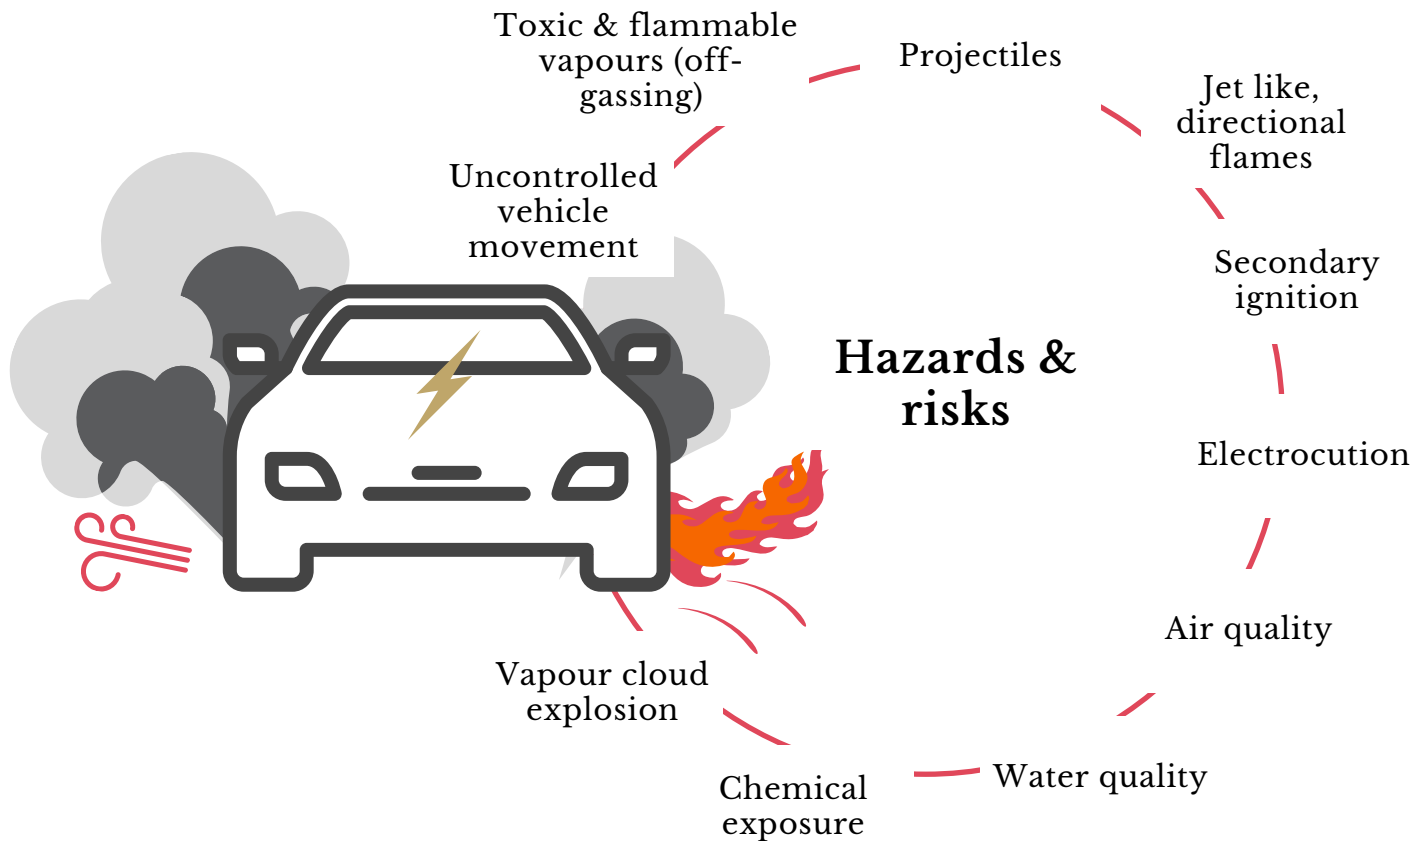 Toxic & flammable
vapours (off-
gassing)
Projectiles
Jet like,
directional
flames
Uncontrolled
vehicle
movement
Secondary
ignition
Hazards &
risks
Electrocution
Air quality
Vapour cloud
explosion
Water quality
Chemical
exposure